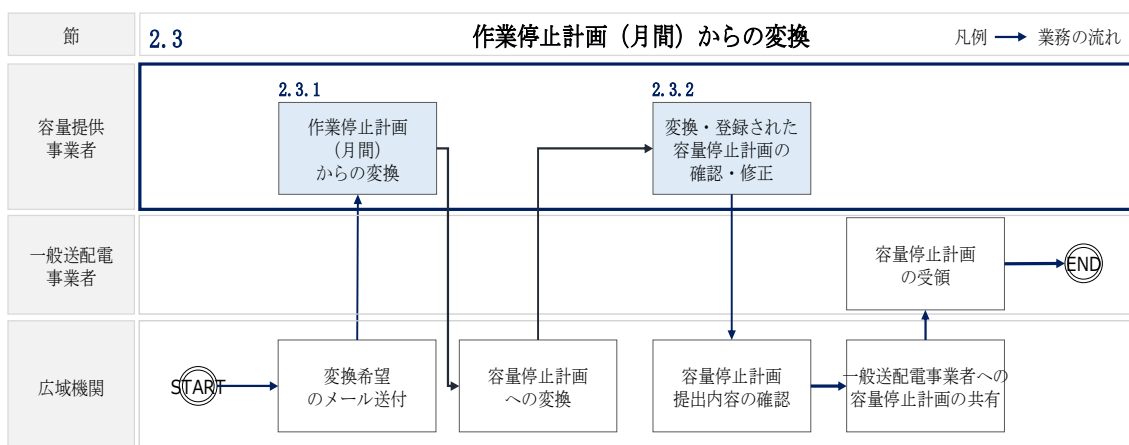 節
2.3
作業停止計画（月間）からの変換
凡例
業務の流れ
容量提供
事業者
2.3.1
作業停止計画
（月間）
からの変換
2.3.2
変換・登録された
容量停止計画の
確認・修正
一般送配電
事業者
容量停止計画
の受領
END
広域機関
START
変換希望
のメール送付
容量停止計画
への変換
容量停止計画
提出内容の確認
一般送配電事業者への
容量停止計画の共有